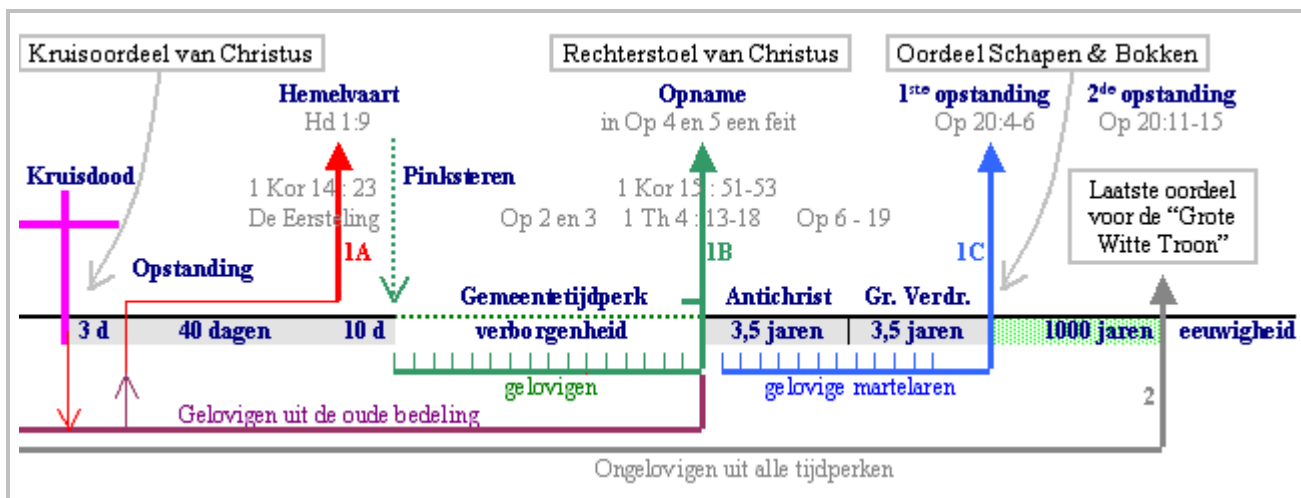 Kruisoordeel van Christus
Rechterstoel van Christus
Oordeel Schapen & Bokken
Hemelvaart
Hd 1:9
Opname
in Op 4 en 5 een feit
1ste opstanding
Op 20:4-6
2de opstanding
Op 20:11-15
Kruisdood
1 Kor 14 : 23
De Eersteling
Pinksteren
1 Kor 15 : 51-53
Op 2 en 3
1 Th 4 : 13-18
Op 6 - 19
Laatste oordeel
voor de “Grote
Witte Troon”
Opstanding
1A
1B
1C
Gemeentetijdperk
Antichrist
Gr. Verdr.
3 d
40 dagen
10 d
verborgenheid
3,5 jaren
3,5 jaren
1000 jaren
eeuwigheid
gelovigen
gelovige martelaren
2
Gelovigen uit de oude bedeling
Ongelovigen uit alle tijdperken